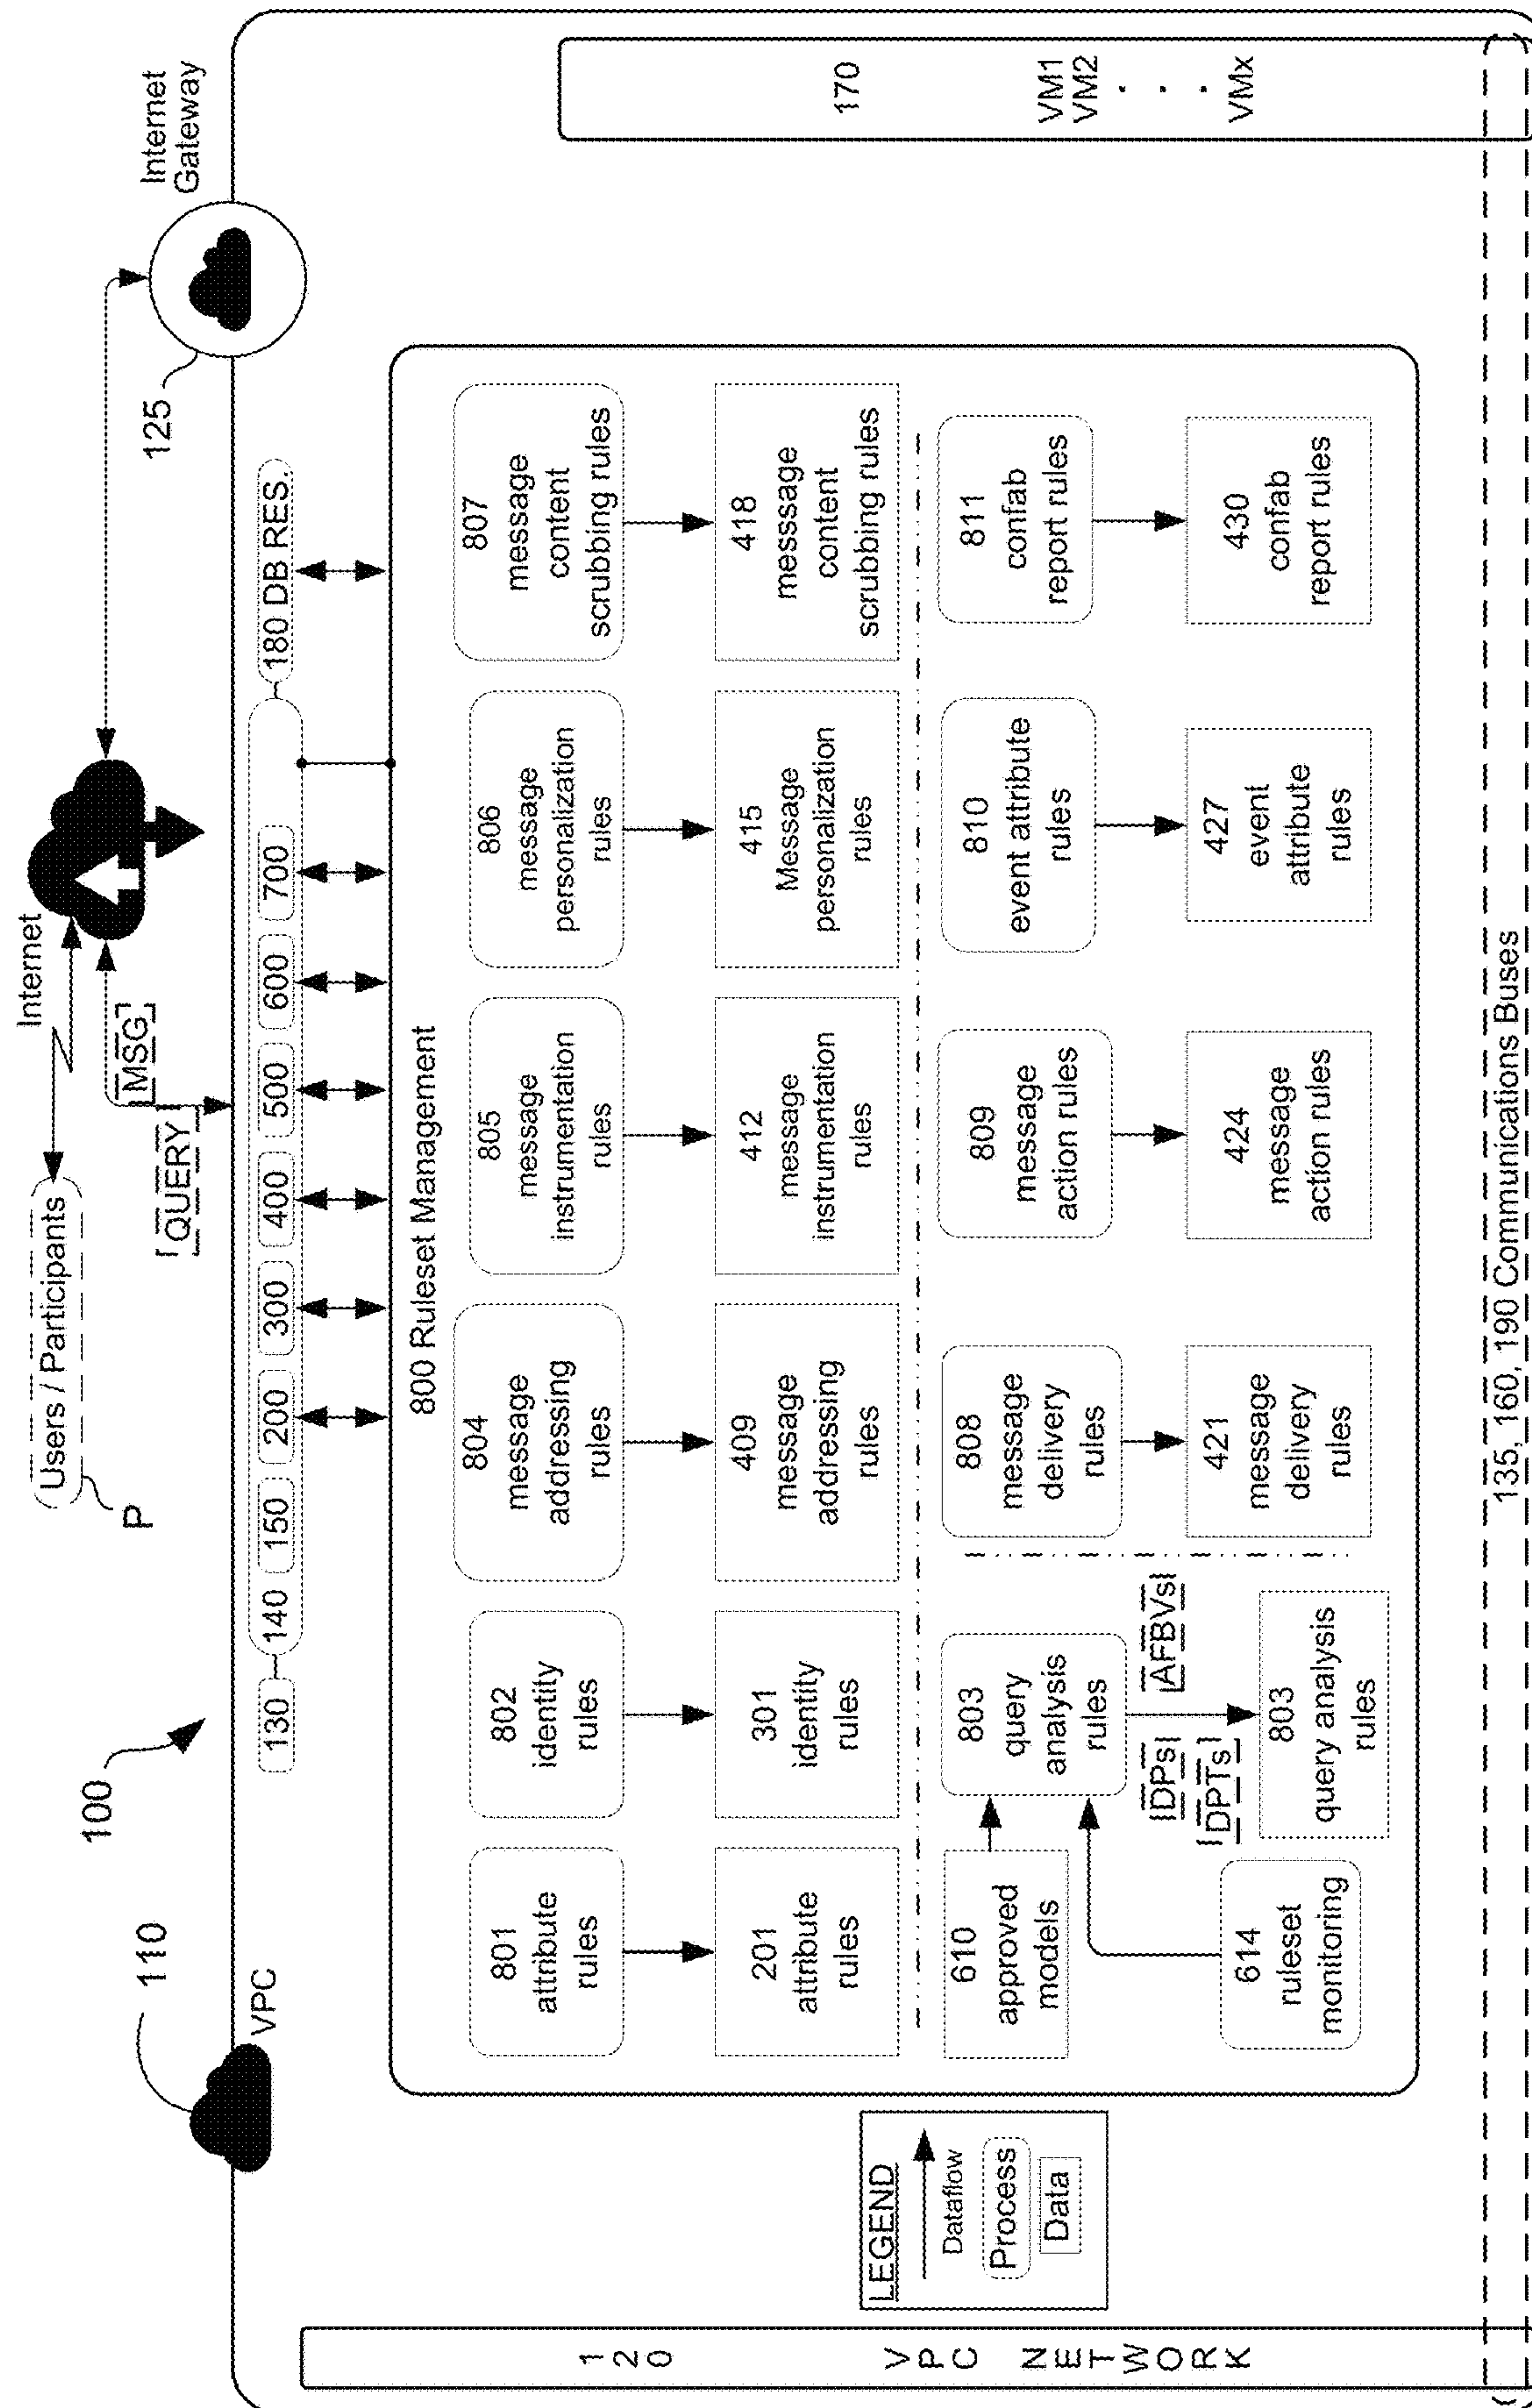 Users / Participants
P
Internet
MSG
QUERY
Internet
Gateway
125
100
110
VPC
130
140
150
200
300
400
500
600
700
180 DB RES.
800 Ruleset Management
801
attribute
rules
802
identity
rules
804
message
addressing
rules
805
message
instrumentation
rules
806
message
personalization
rules
807
message
content
scrubbing rules
201
attribute
rules
301
identity
rules
409
message
addressing
rules
412
message
instrumentation
rules
415
Message
personalization
rules
418
messsage
content
scrubbing rules
610
approved
models
803
query
analysis
rules
808
message
delivery
rules
809
message
action rules
810
event attribute
rules
811
confab
report rules
IDPs
DPTs
AFBVs
614
ruleset
monitoring
803
query analysis
rules
421
message
delivery
rules
424
message
action rules
427
event
attribute
rules
430
confab
report rules
LEGEND
Dataflow
Process
Data
120
VPC NETWORK
170
VM1
VM2
.
.
.
VMx
135, 160, 190 Communications Buses